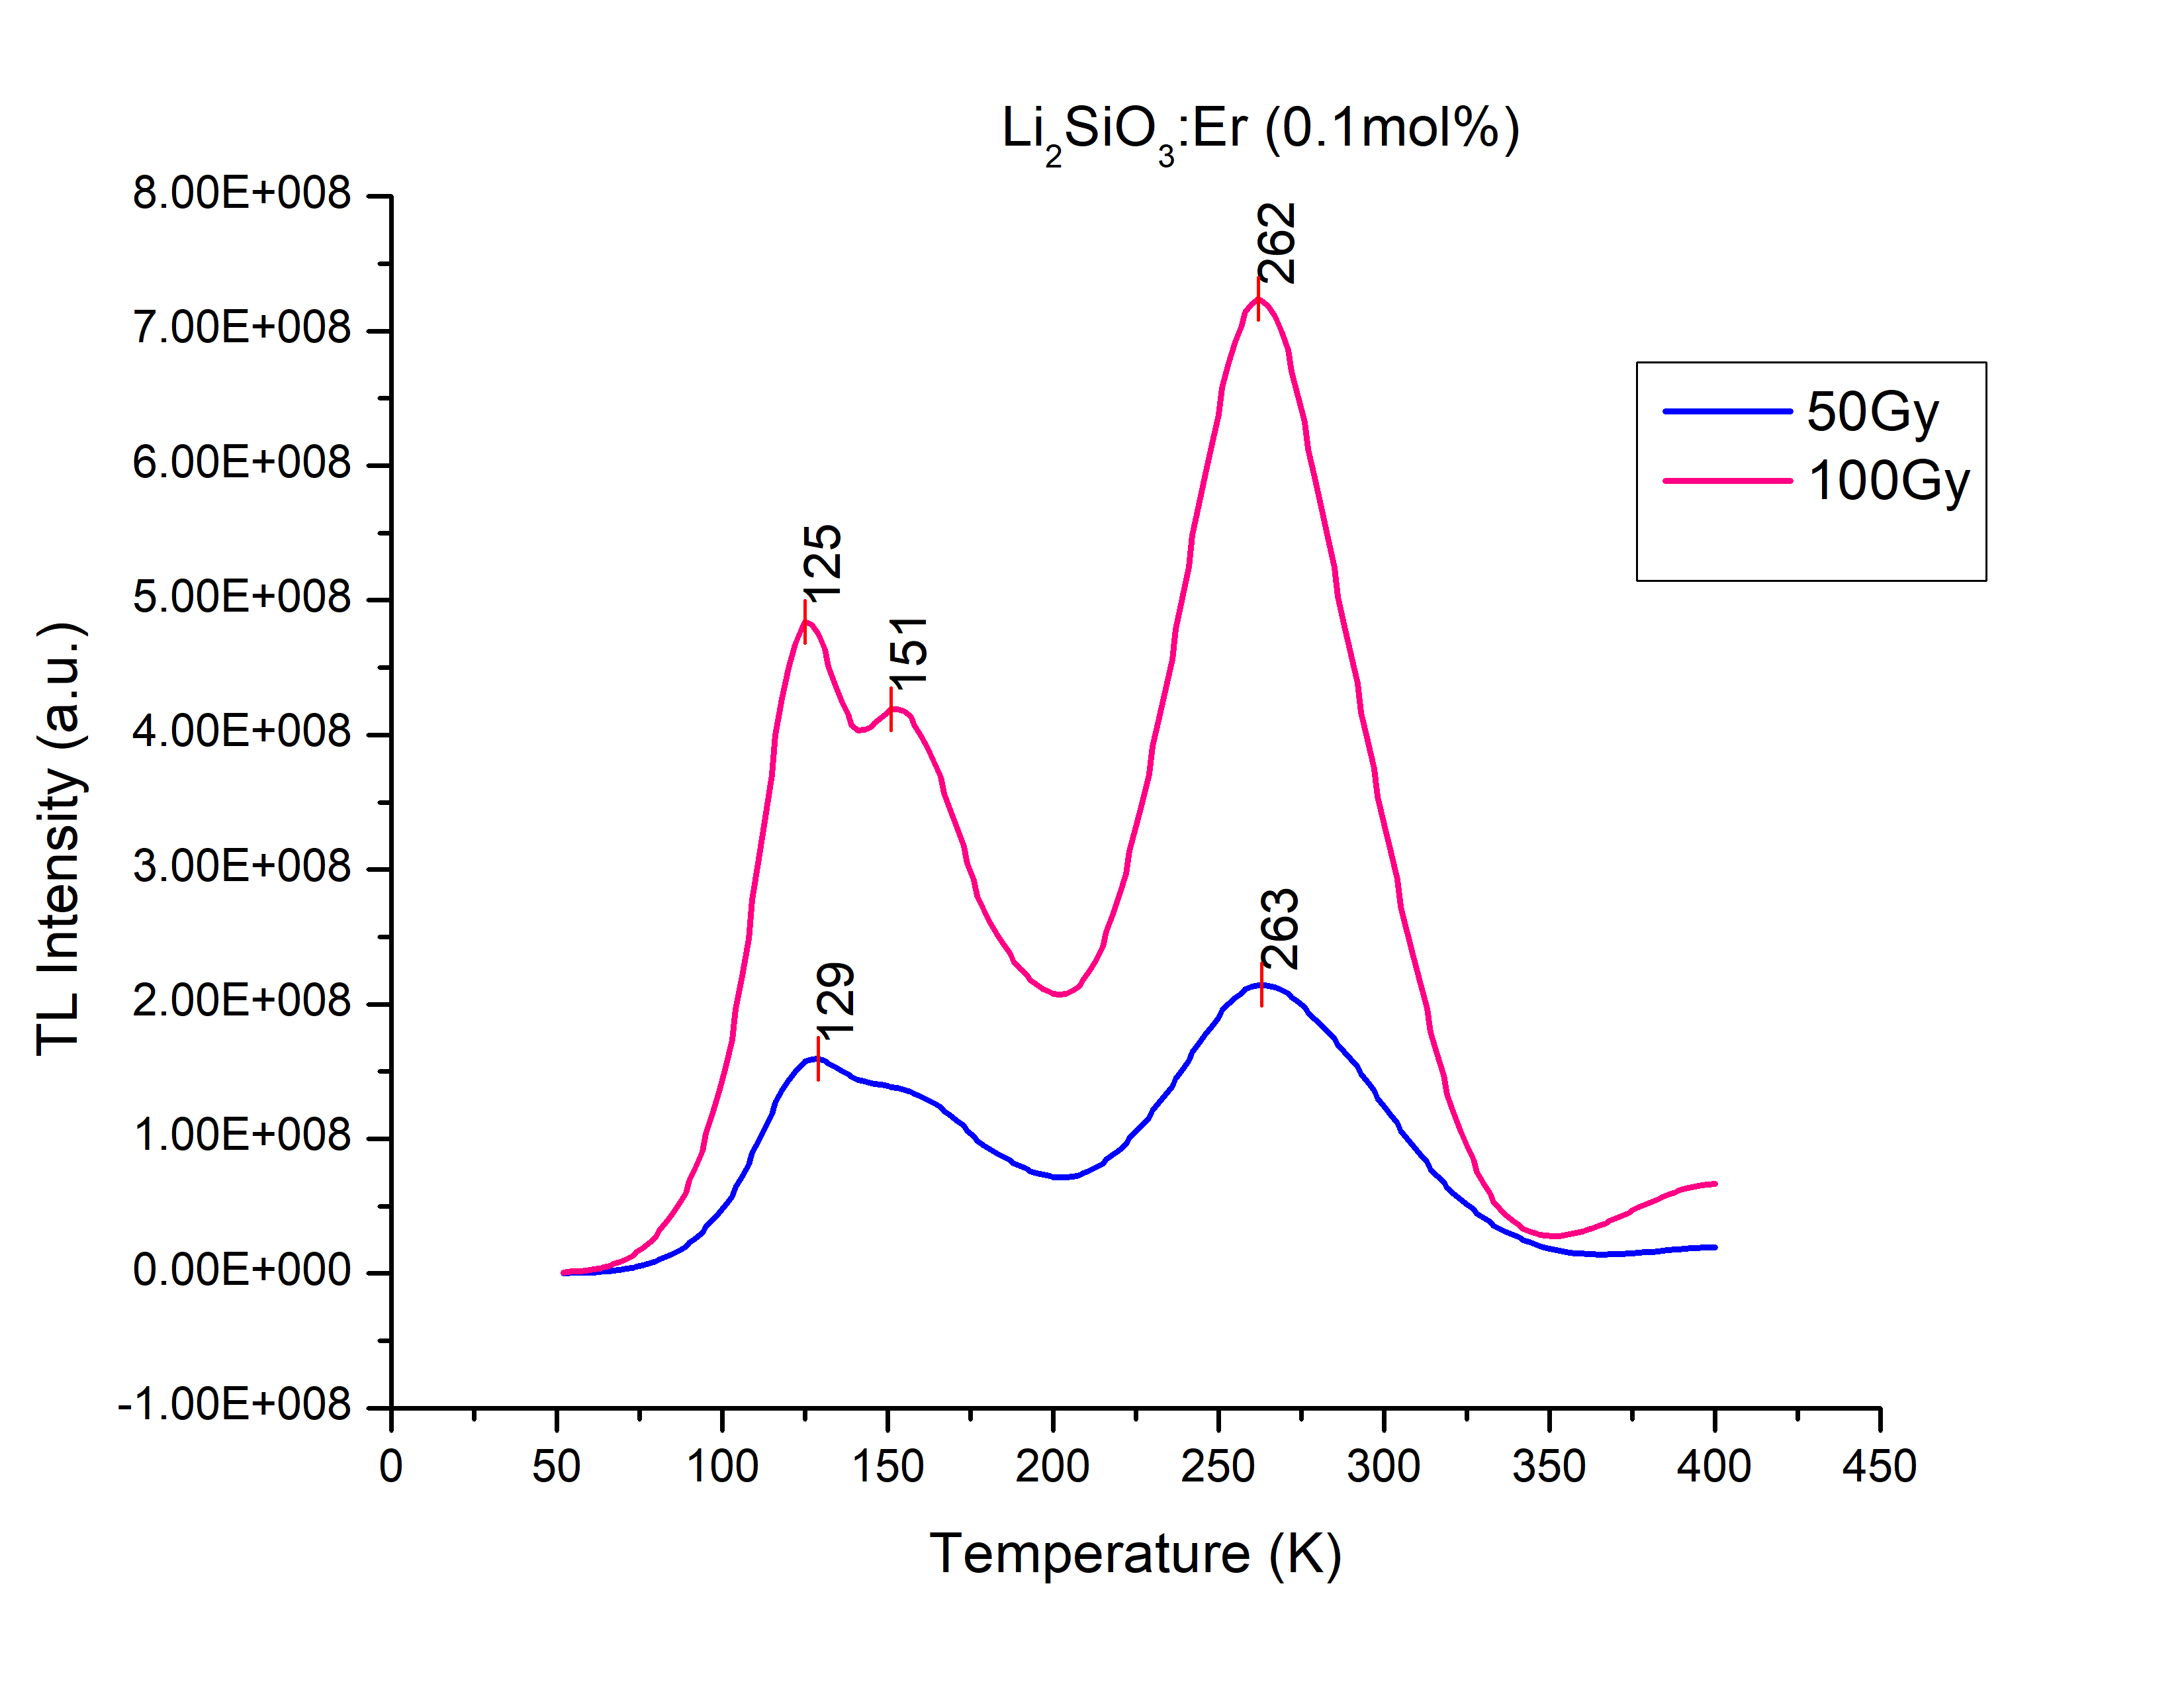 Li2SiO3:Er (0.1mol%)
8.00E+008
7.00E+008
6.00E+008
5.00E+008
4.00E+008
3.00E+008
2.00E+008
1.00E+008
0.00E+000
-1.00E+008
TL Intensity (a.u.)
262
125
151
263
129
50Gy
100Gy
0 50 100 150 200 250 300 350 400 450
Temperature (K)